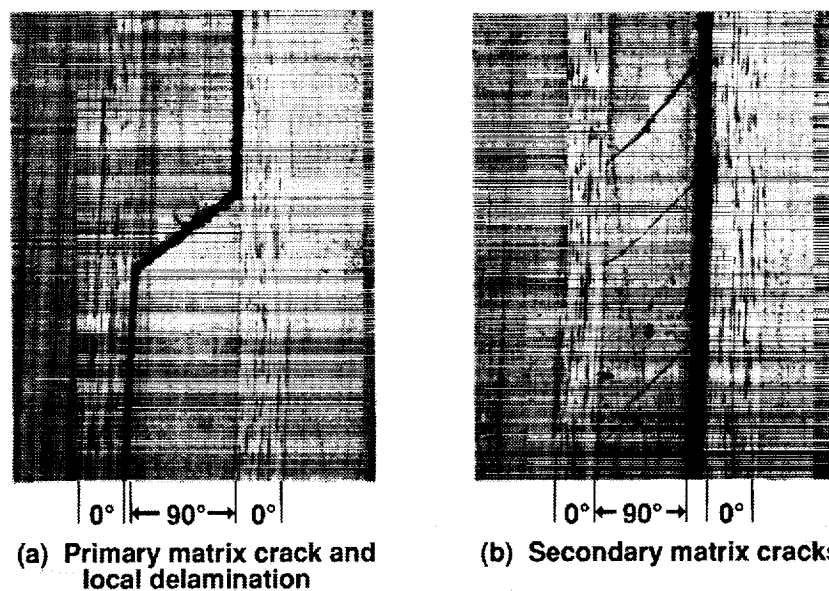 0° 90° 0°
0° 90° 0°
(a) Primary matrix crack and
local delamination
(b) Secondary matrix cracks